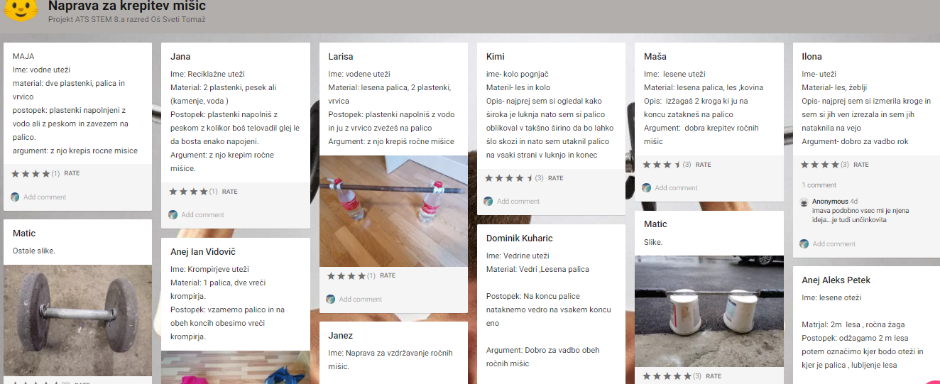 Naprava za krepitev mišic
Projekt ATS STEM 8.a razred Oš Sveti Tomaž
MAJA
Ime: vodne uteži
material: dve plastenki, palica in
vrvico
postopek: plastenki napolnjeni z
vodo ali z peskom in zavezem na
palico.
argument: z njo krepis rocne misice
(1) RATE
Add comment
Matic
Ostale slike.
Jana
Ime: Reciklažne uteži
Material: 2 plastenki, pesek ali
(kamenje, voda )
Postopek: plastenki napolniš z
peskom z kolikor boš telovadil glej le
da bosta enako napojeni.
Argument: z njo krepim ročne
mišice.
(1) RATE
Add comment
Anej Ian Vidovič
Ime: Krompirjeve uteži
Material: 1 palica, dve vreči
krompirja.
Postopek: vzamemo palico in na
obeh koncih obesimo vreči
krompirja.
Larisa
Ime: vodene uteži
Material: lesena palica, 2 plastenki,
vrvica
Postopek: plastenki napolniš z vodo
in ju z vrvico zvežeš na palico
Argument: z njo krepiš ročne mišice
(1) RATE
Add comment
Janez
Ime: Naprava za vzdržavanje ročnih
mišic.
Kimi
ime- kolo pognjač
Materil- les in kolo
Opis- najprej sem si ogledal kako
široka je luknja nato sem si palico
oblikoval v takšno širino da bo lahko
šlo skozi in nato sem utaknil palico
na vsaki strani v luknjo in konec
(3) RATE
Add comment
Dominik Kuharic
Ime: Vedrine uteži
Material: Vedri ,Lesena palica
Postopek: Na koncu palice
nataknemo vedro na vsakem koncu
eno
Argument: Dobro za vadbo obeh
ročnih mišic
Maša
Ime: lesene uteži
Material: lesena palica, les ,kovina
Opis: izžagaš 2 kroga ki ju na
koncu zatakneš na palico
Argument: dobra krepitev ročnih
mišic
(3) RATE
Add comment
Matic
Slike.
(3) RATE
Ilona
Ime- uteži
Material- les, žeblji
Opis- najprej sem si izmerila kroge in
sem si jih ven izrezala in sem jih
nataknila na vejo
Argument- dobro za vadbo rok
(3) RATE
1 comment
Anonymous 4d
Imava podobno vsec mi je njena
ideja...je tudi unčinkovita
Add comment
Anej Aleks Petek
Ime: lesene oteži
Matrjal: 2m lesa , ročna žaga
Postopek: odžagamo 2 m lesa
potem označimo kjer bodo oteži in
kjer je palica , lubljenje lesa